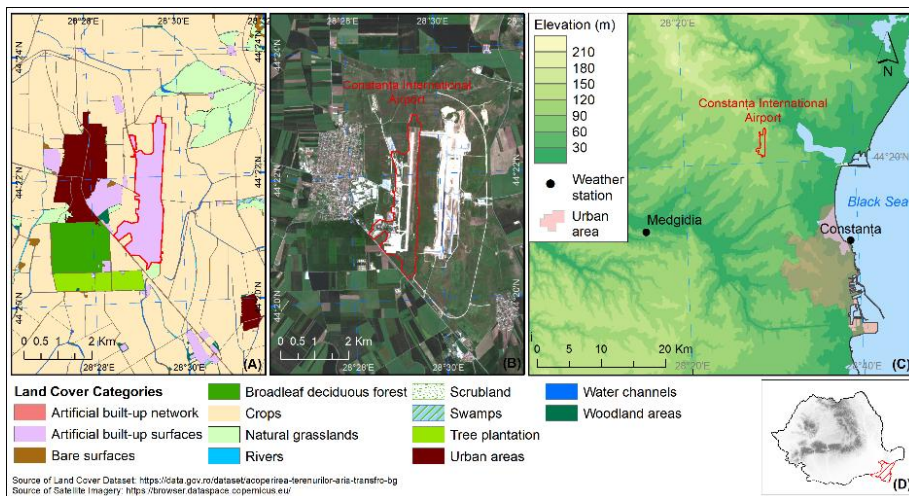 28°28'E
28°30'E
44°24'N
44°22'N
44°20'N
0 0.5 1 2 Km
(A)
28°28'E
28°30'E
28°28'E
28°30'E
44°24'N
Constanța International
Airport
44°22'N
44°20'N
0 0.5 1 2 Km
(B)
28°28'E
28°30'E
Elevation (m)
210
180
150
120
90
60
30
Weather
station
Urban
area
N
Constanța International
Airport
44°20'N
Black Sea
Medgidia
Constanța
0 10 20 Km
28°20'E
28°40'E
(C)
Land Cover Categories
Artificial built-up network
Artificial built-up surfaces
Bare surfaces
Broadleaf deciduous forest
Crops
Natural grasslands
Rivers
Scrubland
Swamps
Tree plantation
Urban areas
Water channels
Woodland areas
(D)
Source of Land Cover Dataset: https://data.gov.ro/dataset/acoperirea-terenurilor-aria-transfro-bg
Source of Satellite Imagery: https://browser.dataspace.copernicus.eu/